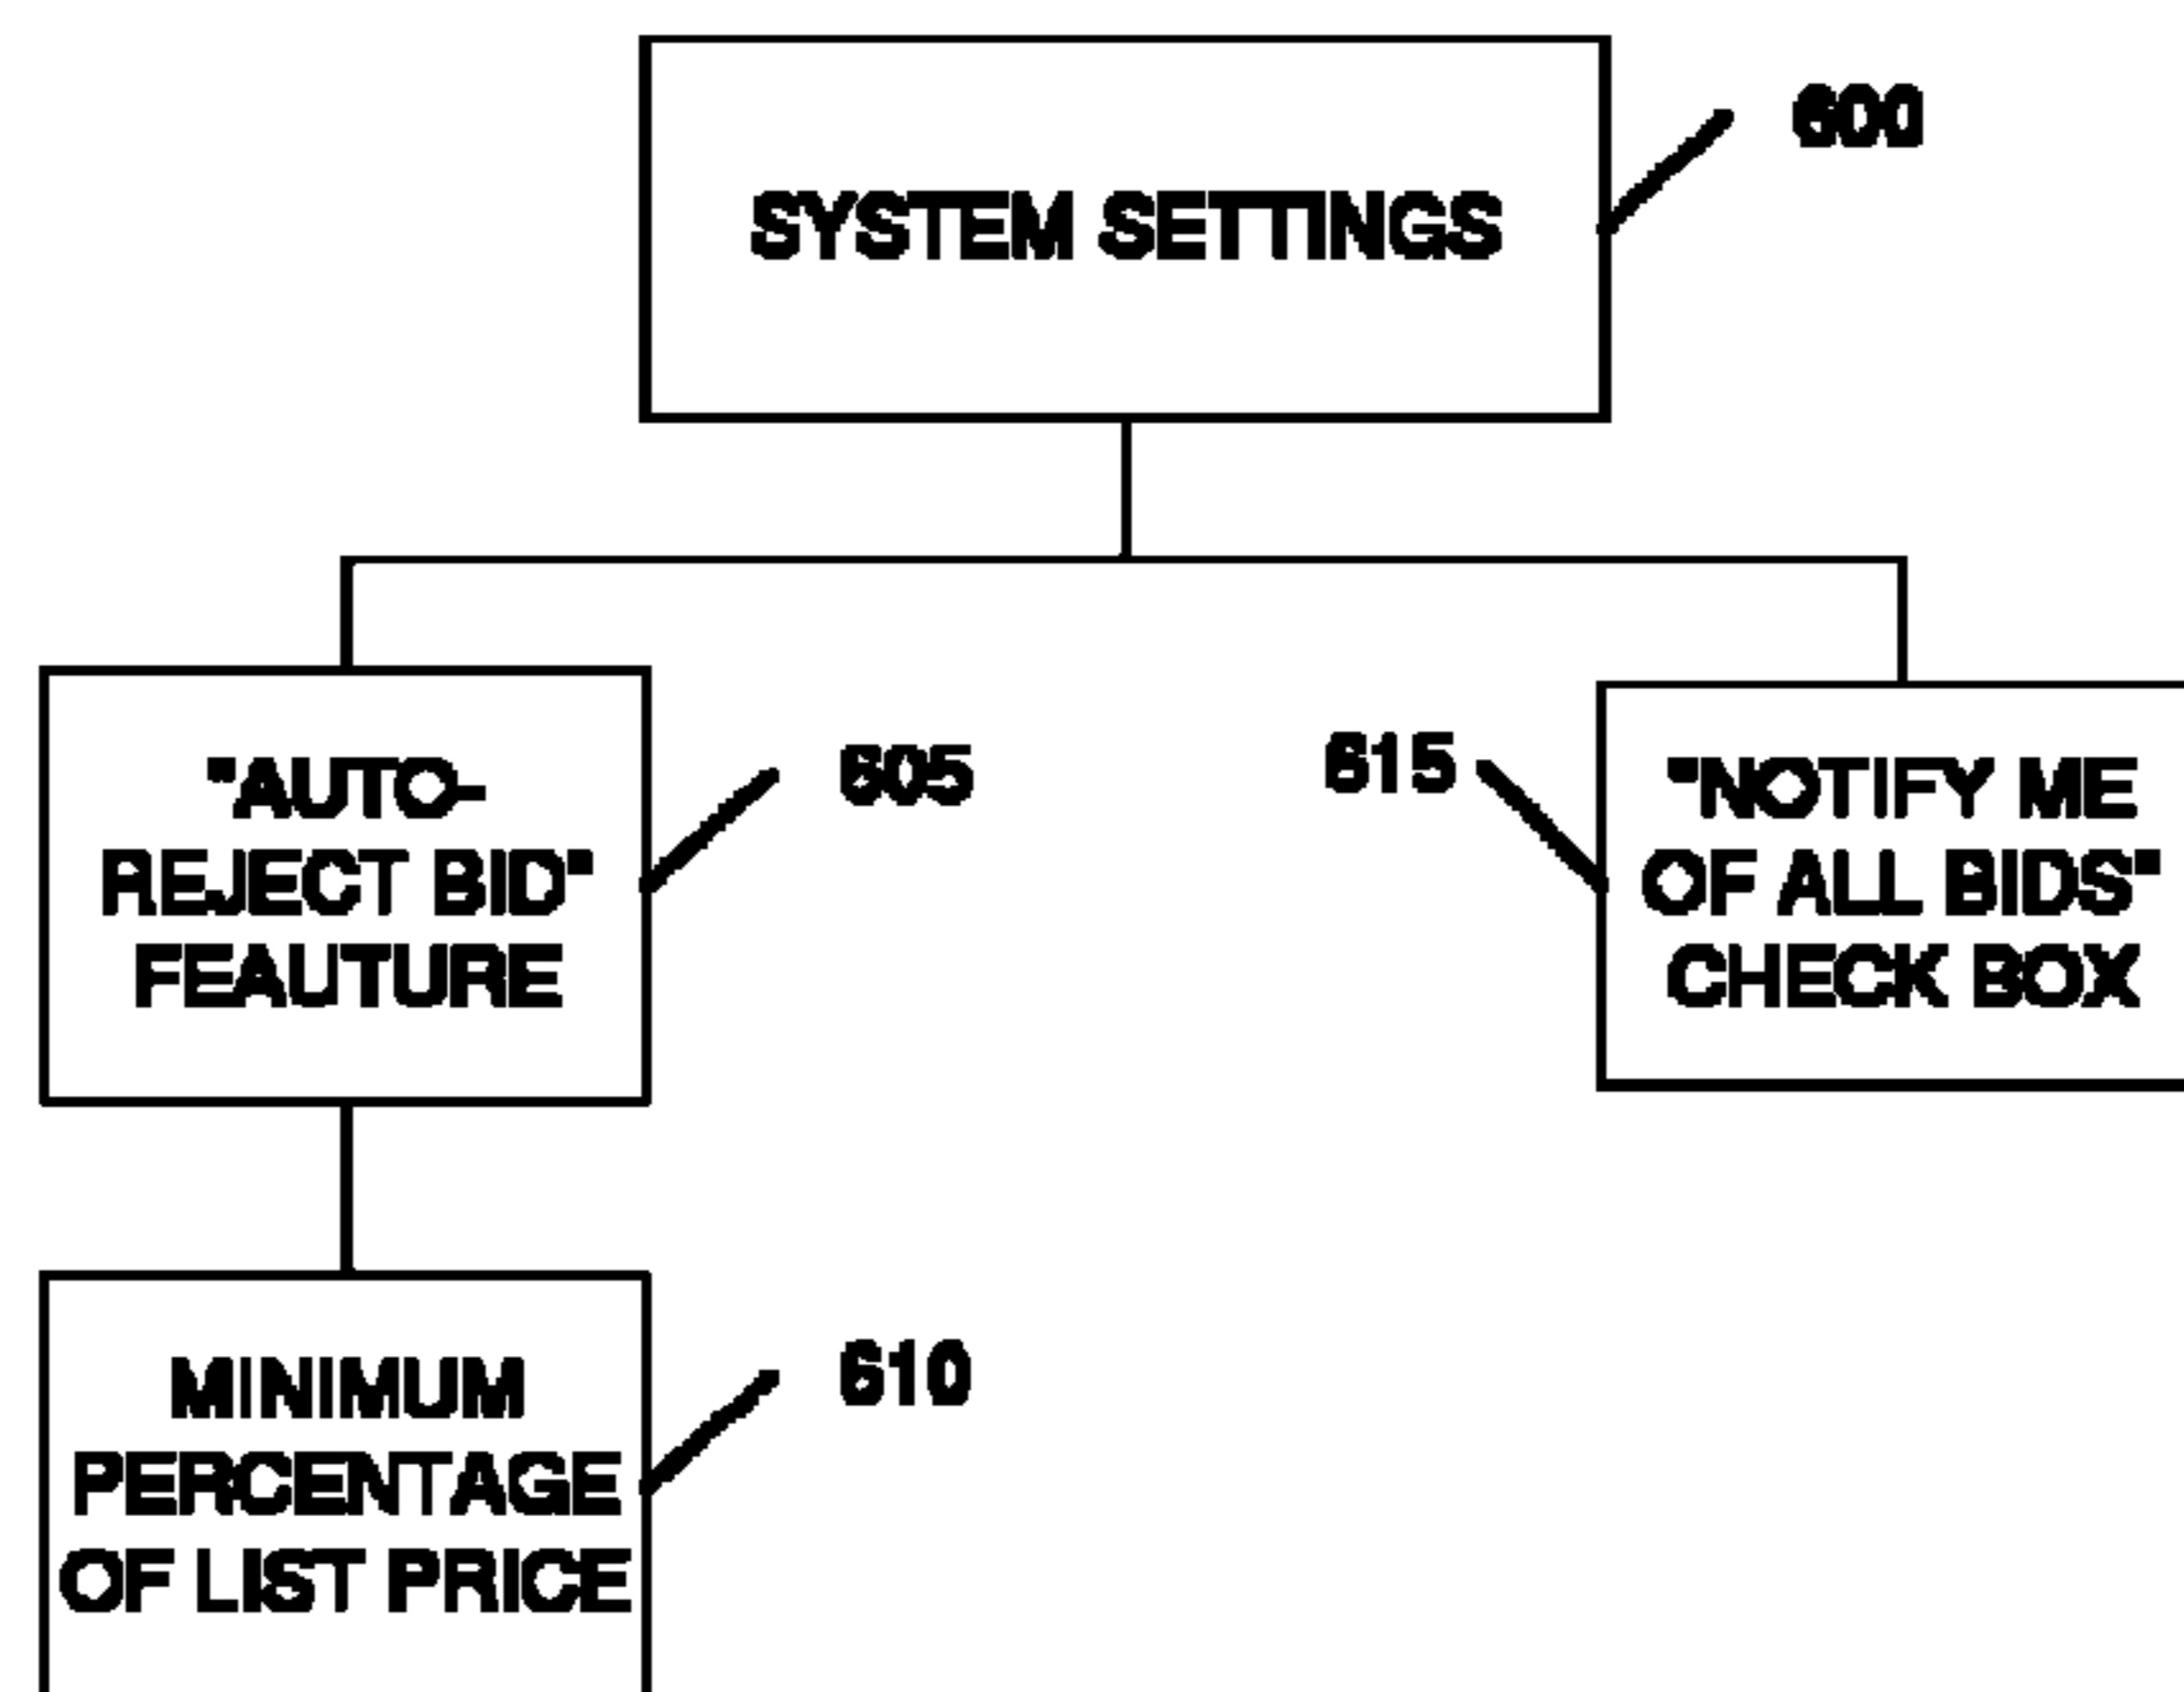 600
SYSTEM SETTINGS
605
615
"AUTO-
REJECT BID"
FEAUTURE
"NOTIFY ME
OF ALL BIDS"
CHECK BOX
610
MINIMUM
PERCENTAGE
OF LIST PRICE